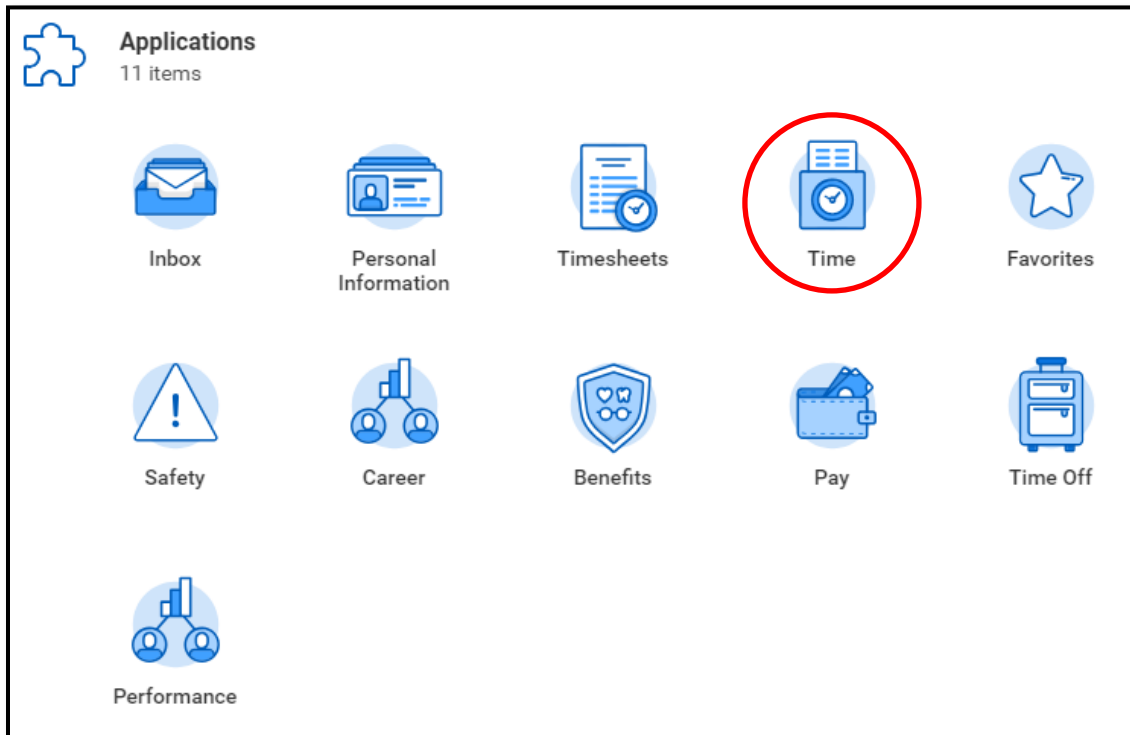 Applications
11 items
Inbox
Personal
Information
Timesheets
Time
Favorites
Safety
Career
Benefits
Pay
Time Off
Performance